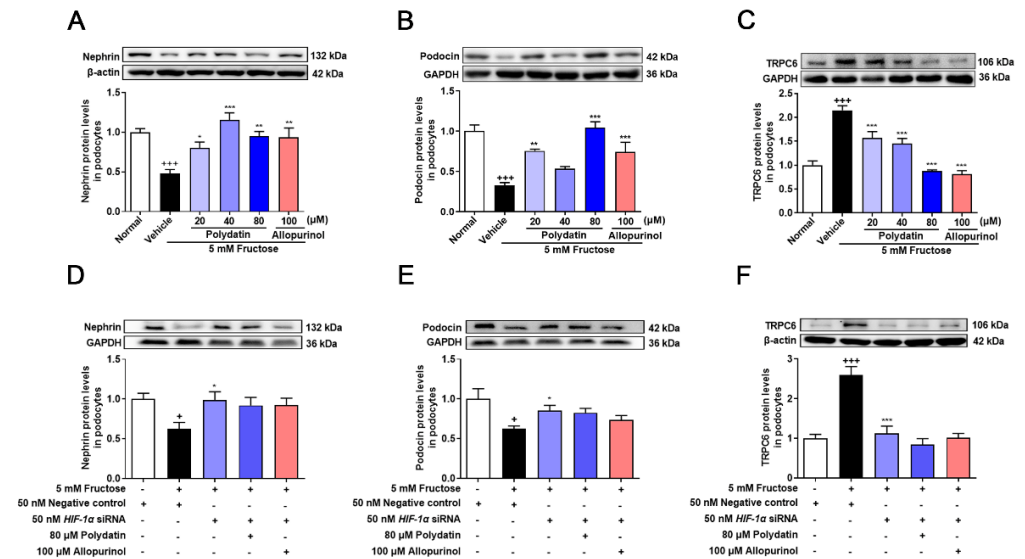 A
Nephrin 132 kDa
β-actin 42 kDa
Nephrin protein levels
in podocytes
1.5
1.0
0.5
0.0
+++
*
***
**
**
Normal
Vehicle
20 40 80 100 (μM)
Polydatin Allopurinol
5 mM Fructose
B
Podocin 42 kDa
GAPDH 36 kDa
Podocin protein levels
in podocytes
1.5
1.0
0.5
0.0
+++
**
***
***
Normal
Vehicle
20 40 80 100 (μM)
Polydatin Allopurinol
5 mM Fructose
C
TRPC6 106 kDa
GAPDH 36 kDa
TRPC6 protein levels
in podocytes
2.5
2.0
1.5
1.0
0.5
0.0
+++
***
***
***
***
Normal
Vehicle
20 40 80 100 (μM)
Polydatin Allopurinol
5 mM Fructose
D
Nephrin 132 kDa
GAPDH 36 kDa
Nephrin protein levels
in podocytes
1.5
1.0
0.5
0.0
+
*
5 mM Fructose - + + + +
50 nM Negative control + + - - -
50 nM HIF-1α siRNA - - + + +
80 μM Polydatin - - - + -
100 μM Allopurinol - - - - +
E
Podocin 42 kDa
GAPDH 36 kDa
Podocin protein levels
in podocytes
1.5
1.0
0.5
0.0
+
*
5 mM Fructose - + + + +
50 nM Negative control + + - - -
50 nM HIF-1α siRNA - - + + +
80 μM Polydatin - - - + -
100 μM Allopurinol - - - - +
F
TRPC6 106 kDa
β-actin 42 kDa
TRPC6 protein levels
in podocytes
3
2
1
0
+++
***
5 mM Fructose - + + + +
50 nM Negative control + + - - -
50 nM HIF-1α siRNA - - + + +
80 μM Polydatin - - - + -
100 μM Allopurinol - - - - +